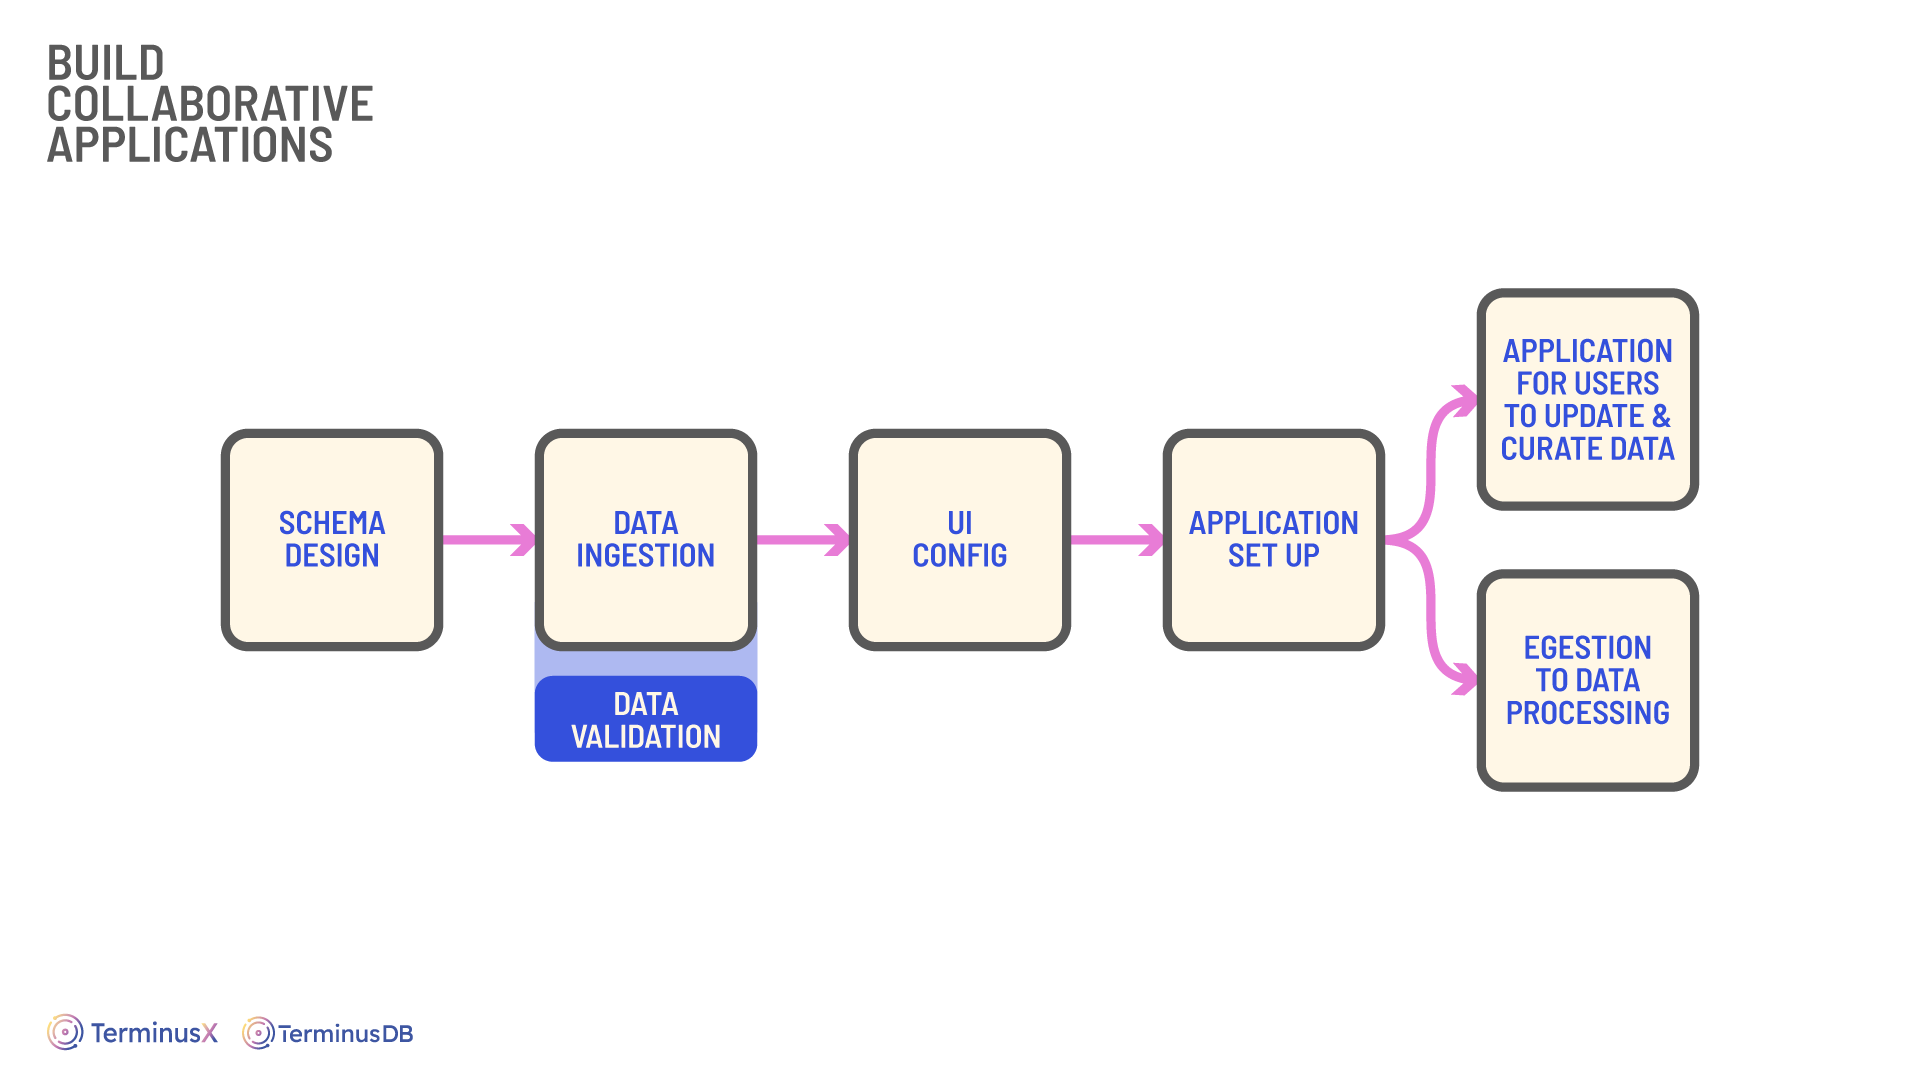 BUILD
COLLABORATIVE
APPLICATIONS
SCHEMA
DESIGN
DATA
INGESTION
DATA
VALIDATION
UI
CONFIG
APPLICATION
SET UP
APPLICATION
FOR USERS
TO UPDATE &
CURATE DATA
EGESTION
TO DATA
PROCESSING
TerminusX
TerminusDB